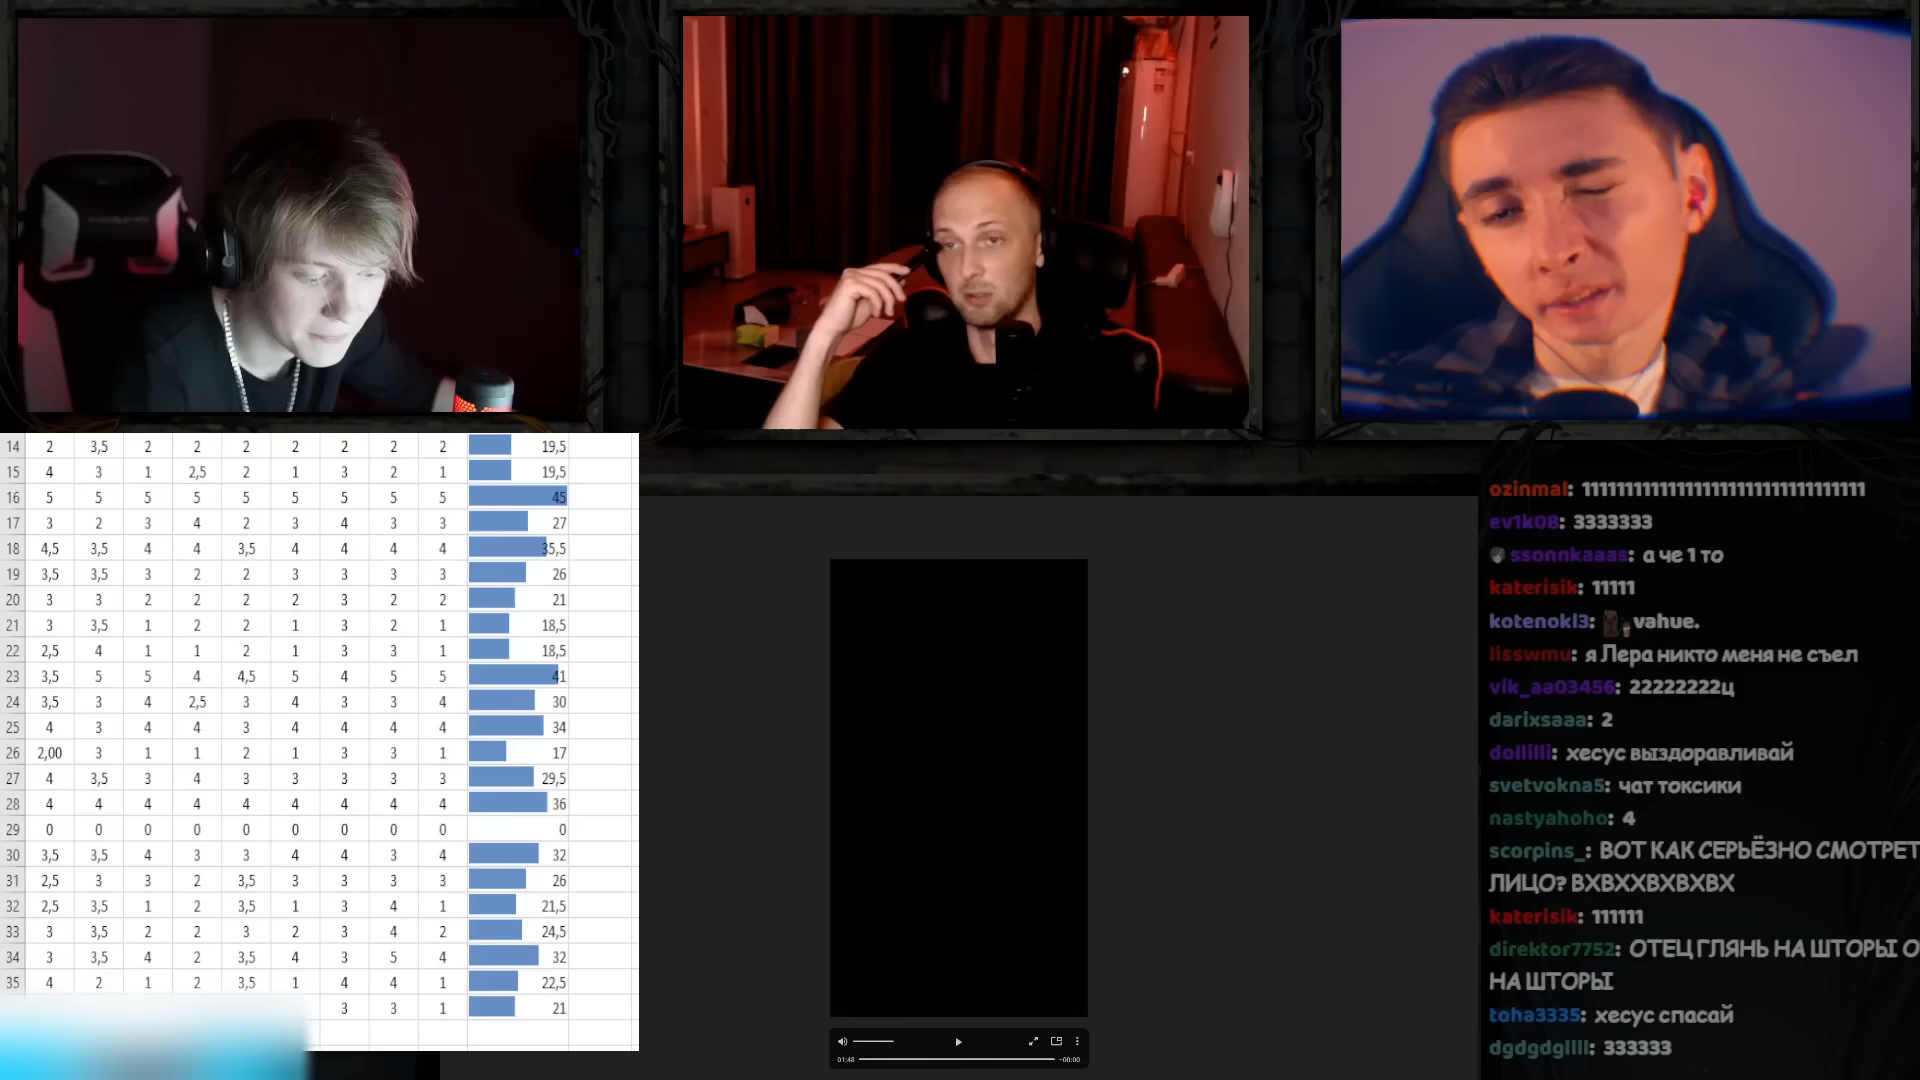 14 2 3,5 2 2 2 2 2 2 2 19,5
15 4 3 1 2,5 2 1 3 2 1 19,5
16 5 5 5 5 5 5 5 5 5 45
17 3 2 3 4 2 3 4 3 3 27
18 4,5 3,5 4 4 3,5 4 4 4 4 35,5
19 3,5 3,5 3 2 2 3 3 3 3 26
20 3 3 2 2 2 2 3 2 2 21
21 3 3,5 1 2 2 1 3 2 1 18,5
22 2,5 4 1 1 2 1 3 3 1 18,5
23 3,5 5 5 4 4,5 5 4 5 5 41
24 3,5 3 4 2,5 3 4 3 3 4 30
25 4 3 4 4 3 4 4 4 4 34
26 2,00 3 1 1 2 1 3 3 1 17
27 4 3,5 3 4 3 3 3 3 3 29,5
28 4 4 4 4 4 4 4 4 4 36
29 0 0 0 0 0 0 0 0 0 0
30 3,5 3,5 4 3 3 4 4 3 4 32
31 2,5 3 3 2 3,5 3 3 3 3 26
32 2,5 3,5 1 2 3,5 1 3 4 1 21,5
33 3 3,5 2 2 3 2 3 4 2 24,5
34 3 3,5 4 2 3,5 4 3 5 4 32
35 4 2 1 2 3,5 1 4 4 1 22,5
3 3 1 21
01:48 -00:00
ev1k08: 3333333
ssonnkaaas: а че 1 то
katerisik: 11111
kotenokl3: vahue.
lisswmu: я Лера никто меня не съел
vik_aa03456: 22222222ц
darixsaaa: 2
dollilli: хесус выздоравливай
svetvokna5: чат токсики
nastyahoho: 4
scorpins_: ВОТ КАК СЕРЬЁЗНО СМОТРЕТ
ЛИЦО? ВХВХХВХВХВХ
katerisik: 111111
direktor7752: ОТЕЦ ГЛЯНЬ НА ШТОРЫ О
НА ШТОРЫ
toha3335: хесус спасай
dgdgdgllll: 333333